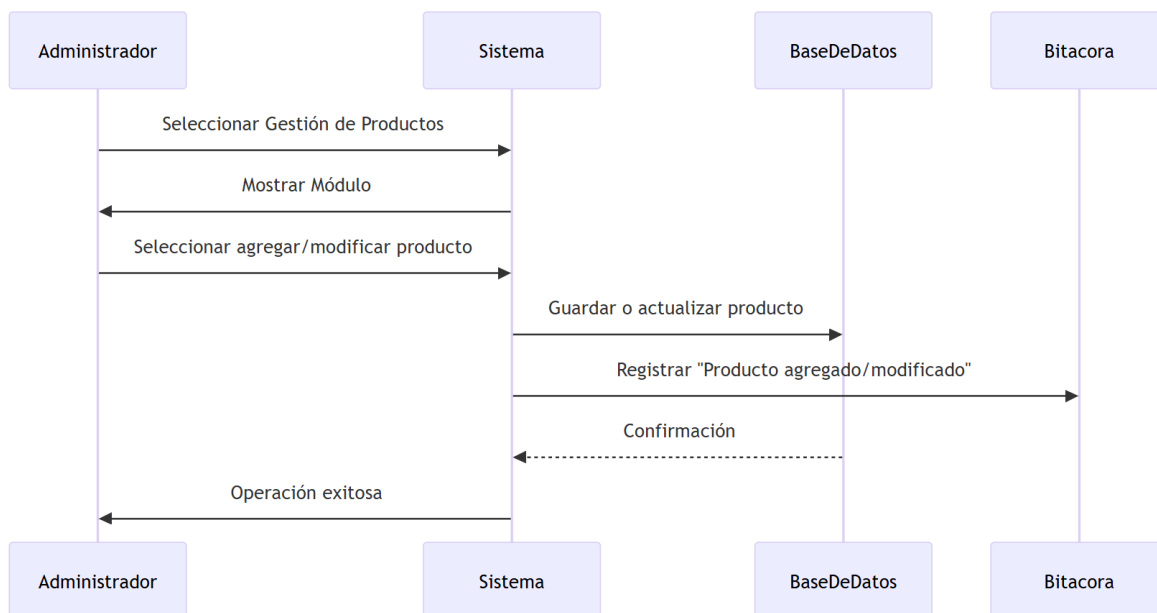 Administrador
Sistema
BaseDeDatos
Bitacora
Seleccionar Gestión de Productos
Mostrar Módulo
Seleccionar agregar/modificar producto
Guardar o actualizar producto
Registrar "Producto agregado/modificado"
Confirmación
Operación exitosa
Administrador
Sistema
BaseDeDatos
Bitacora